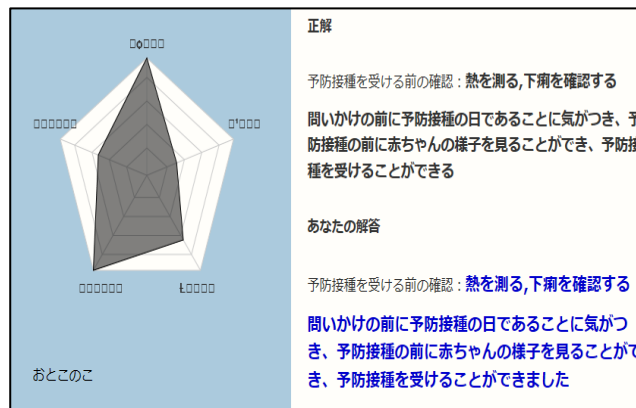 おとこのこ
正解
予防接種を受ける前の確認：熱を測る,下痢を確認する
問いかけの前に予防接種の日であることに気がつき、予
防接種の前に赤ちゃんの様子を見ることができ、予防接
種を受けることができる
あなたの解答
予防接種を受ける前の確認：熱を測る,下痢を確認する
問いかけの前に予防接種の日であることに気がつ
き、予防接種の前に赤ちゃんの様子を見ることがで
き、予防接種を受けることができました